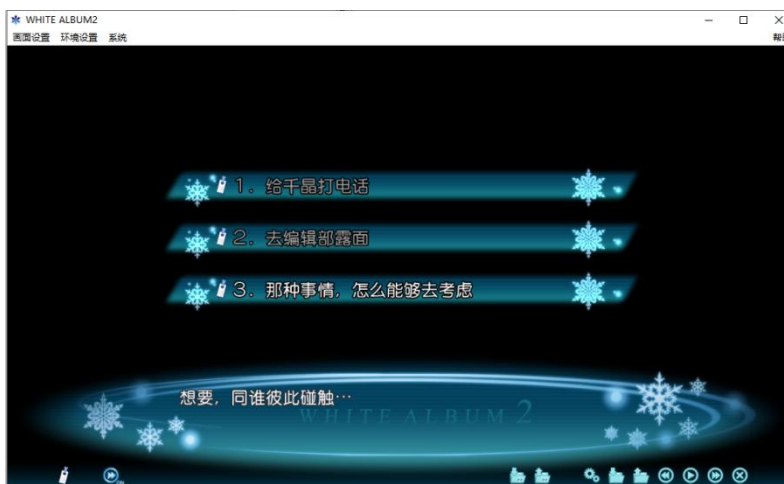 WHITE ALBUM2
画面设置 环境设置 系统
1. 给千晶打电话
2. 去编辑部露面
3. 那种事情，怎么能够去考虑
想要，同谁彼此碰触…
WHITE ALBUM 2